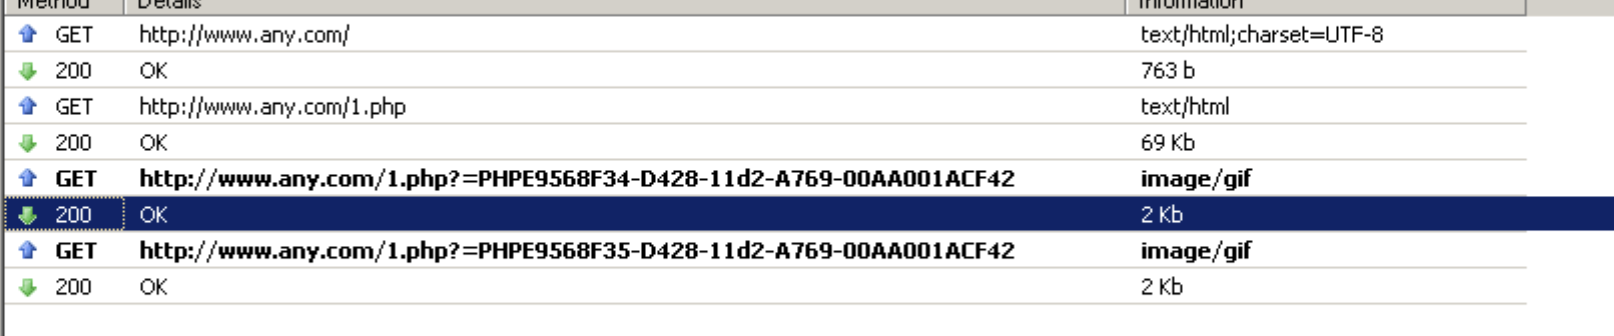 Method Details Information
GET http://www.any.com/ text/html;charset=UTF-8
200 OK 763 b
GET http://www.any.com/1.php text/html
200 OK 69 Kb
GET http://www.any.com/1.php?=PHPE9568F34-D428-11d2-A769-00AA001ACF42 image/gif
200 OK 2 Kb
GET http://www.any.com/1.php?=PHPE9568F35-D428-11d2-A769-00AA001ACF42 image/gif
200 OK 2 Kb